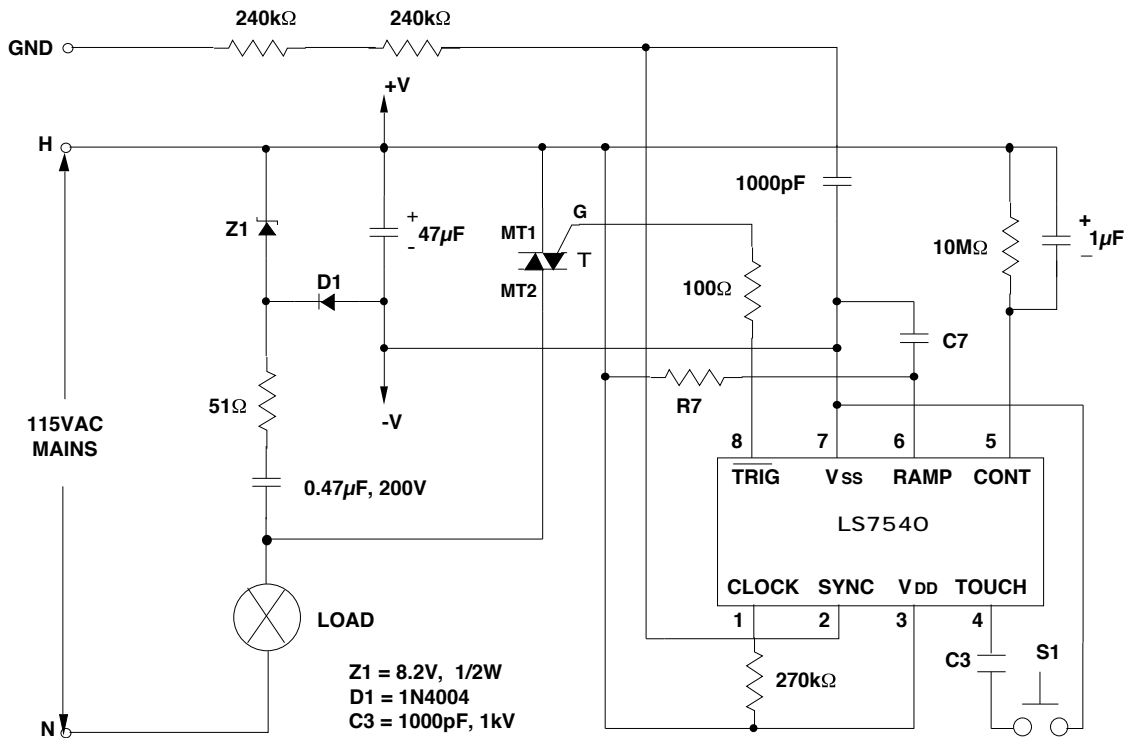 240kΩ
240kΩ
GND
+V
H
1000pF
G
+
Z1
+
47µF
-
MT1
T
10MΩ
1µF
–
MT2
D1
100Ω
C7
51Ω
R7
-V
115VAC
MAINS
8
7
6
5
0.47µF, 200V
TRIG
VSS
RAMP
CONT
LS7540
CLOCK
SYNC
VDD
TOUCH
LOAD
1
2
3
4
C3
S1
270kΩ
Z1 = 8.2V, 1/2W
D1 = 1N4004
C3 = 1000pF, 1kV
N